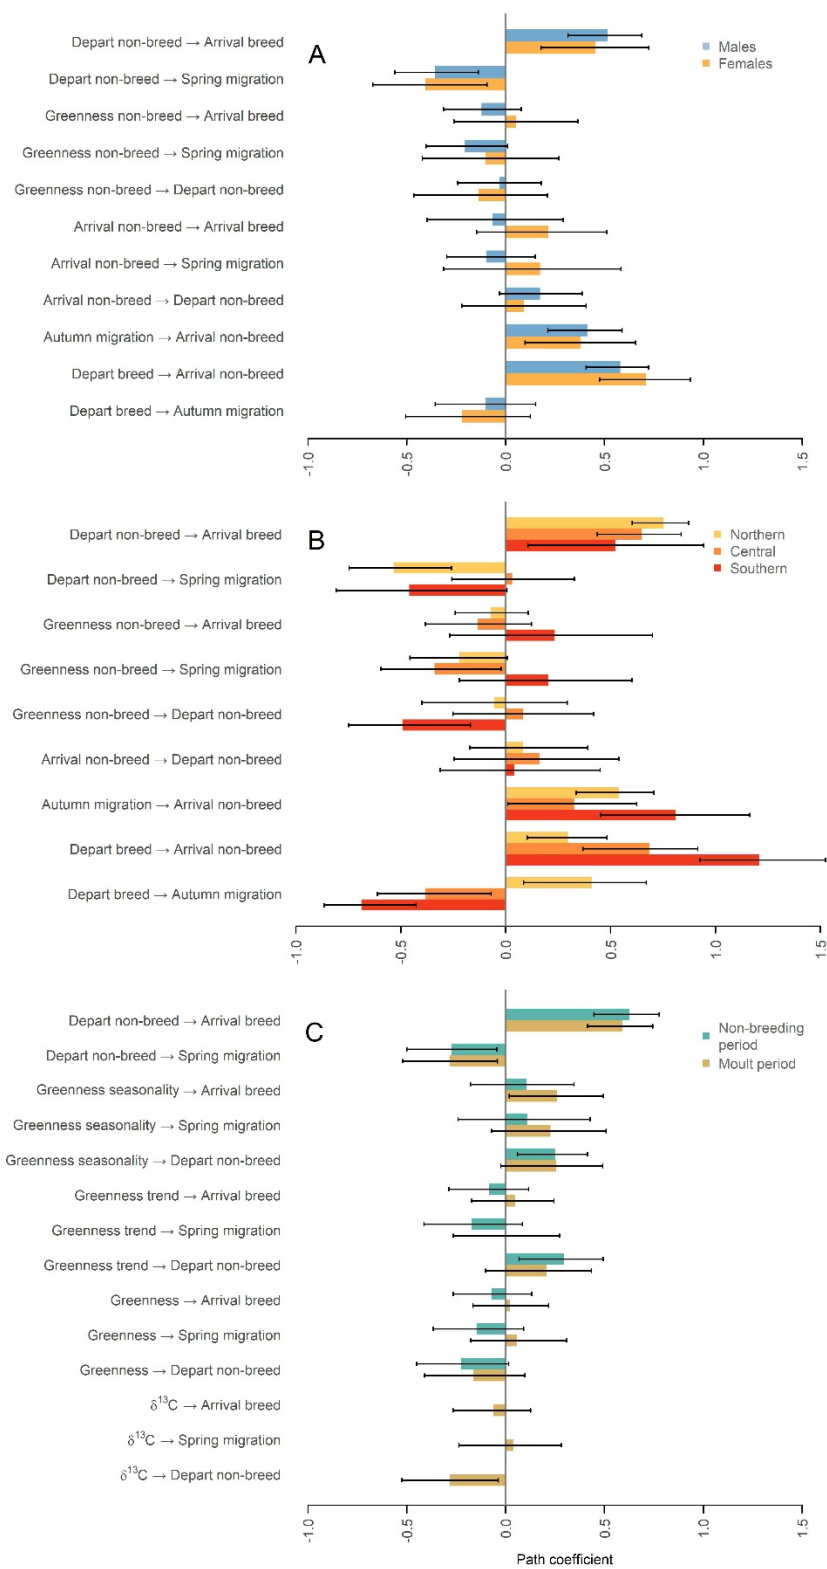 A
Depart non-breed → Arrival breed
Depart non-breed → Spring migration
Greenness non-breed → Arrival breed
Greenness non-breed → Spring migration
Greenness non-breed → Depart non-breed
Arrival non-breed → Arrival breed
Arrival non-breed → Spring migration
Arrival non-breed → Depart non-breed
Autumn migration → Arrival non-breed
Depart breed → Arrival non-breed
Depart breed → Autumn migration
Males
Females
-1.0 -0.5 0.0 0.5 1.0 1.5
B
Depart non-breed → Arrival breed
Depart non-breed → Spring migration
Greenness non-breed → Arrival breed
Greenness non-breed → Spring migration
Greenness non-breed → Depart non-breed
Arrival non-breed → Depart non-breed
Autumn migration → Arrival non-breed
Depart breed → Arrival non-breed
Depart breed → Autumn migration
Northern
Central
Southern
-1.0 -0.5 0.0 0.5 1.0 1.5
C
Depart non-breed → Arrival breed
Depart non-breed → Spring migration
Greenness seasonality → Arrival breed
Greenness seasonality → Spring migration
Greenness seasonality → Depart non-breed
Greenness trend → Arrival breed
Greenness trend → Spring migration
Greenness trend → Depart non-breed
Greenness → Arrival breed
Greenness → Spring migration
Greenness → Depart non-breed
δ¹³C → Arrival breed
δ¹³C → Spring migration
δ¹³C → Depart non-breed
Non-breeding
period
Moult period
-1.0 -0.5 0.0 0.5 1.0 1.5
Path coefficient